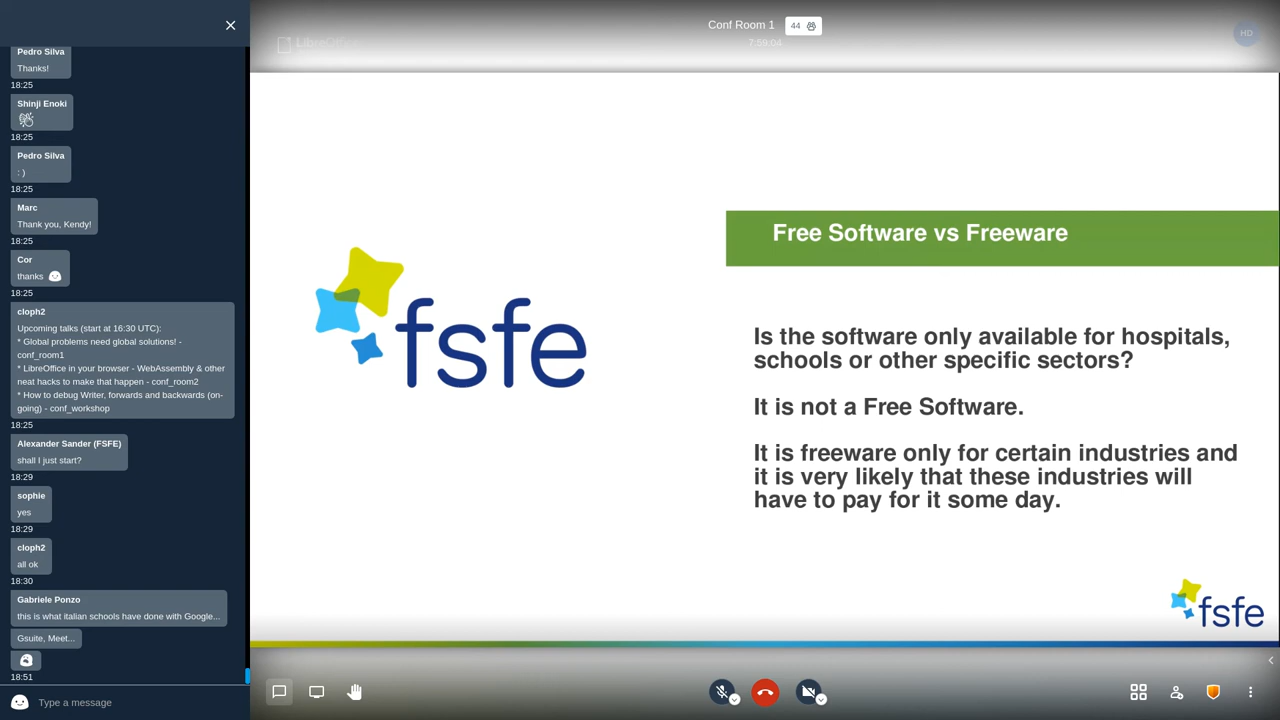 Pedro Silva
Thanks!
18:25
Shinji Enoki
18:25
Pedro Silva
: )
18:25
Marc
Thank you, Kendy!
18:25
Cor
thanks
18:25
cloph2
Upcoming talks (start at 16:30 UTC):
* Global problems need global solutions! -
conf_room1
* LibreOffice in your browser - WebAssembly & other
neat hacks to make that happen - conf_room2
* How to debug Writer, forwards and backwards (on-
going) - conf_workshop
18:25
Alexander Sander (FSFE)
shall I just start?
18:29
sophie
yes
18:29
cloph2
all ok
18:30
Gabriele Ponzo
this is what italian schools have done with Google...
Gsuite, Meet...
18:51
Type a message
Conf Room 1
44
7:59:04
LibreOffice
HD
fsfe
Free Software vs Freeware
Is the software only available for hospitals,
schools or other specific sectors?
It is not a Free Software.
It is freeware only for certain industries and
it is very likely that these industries will
have to pay for it some day.
fsfe